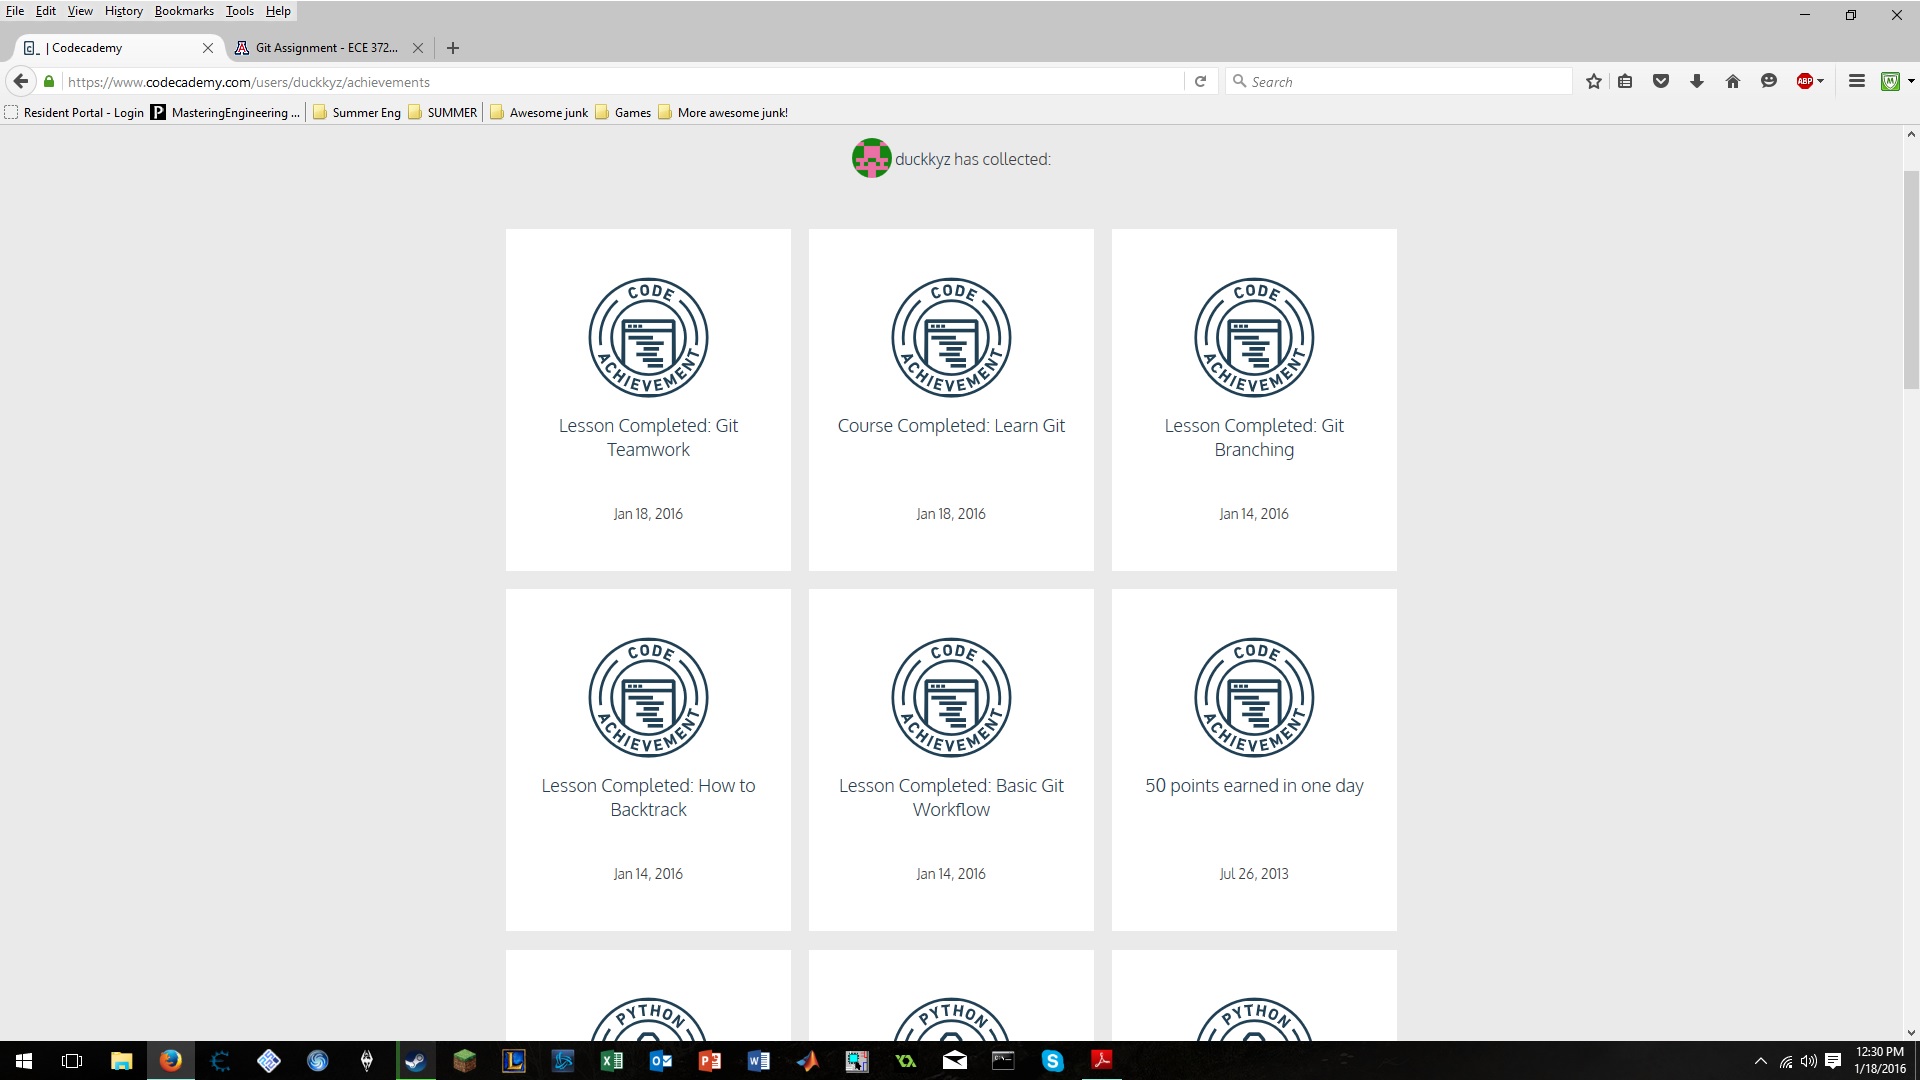 File Edit View History Bookmarks Tools Help
| Codecademy
Git Assignment - ECE 372...
https://www.codecademy.com/users/duckkyz/achievements
Search
ABP
Resident Portal - Login
MasteringEngineering ...
Summer Eng
SUMMER
Awesome junk
Games
More awesome junk!
duckkyz has collected:
CODE ACHIEVEMENT
Lesson Completed: Git
Teamwork
Jan 18, 2016
CODE ACHIEVEMENT
Course Completed: Learn Git
Jan 18, 2016
CODE ACHIEVEMENT
Lesson Completed: Git
Branching
Jan 14, 2016
CODE ACHIEVEMENT
Lesson Completed: How to
Backtrack
Jan 14, 2016
CODE ACHIEVEMENT
Lesson Completed: Basic Git
Workflow
Jan 14, 2016
CODE ACHIEVEMENT
50 points earned in one day
Jul 26, 2013
PYTHON
PYTHON
PYTHON
12:30 PM
1/18/2016